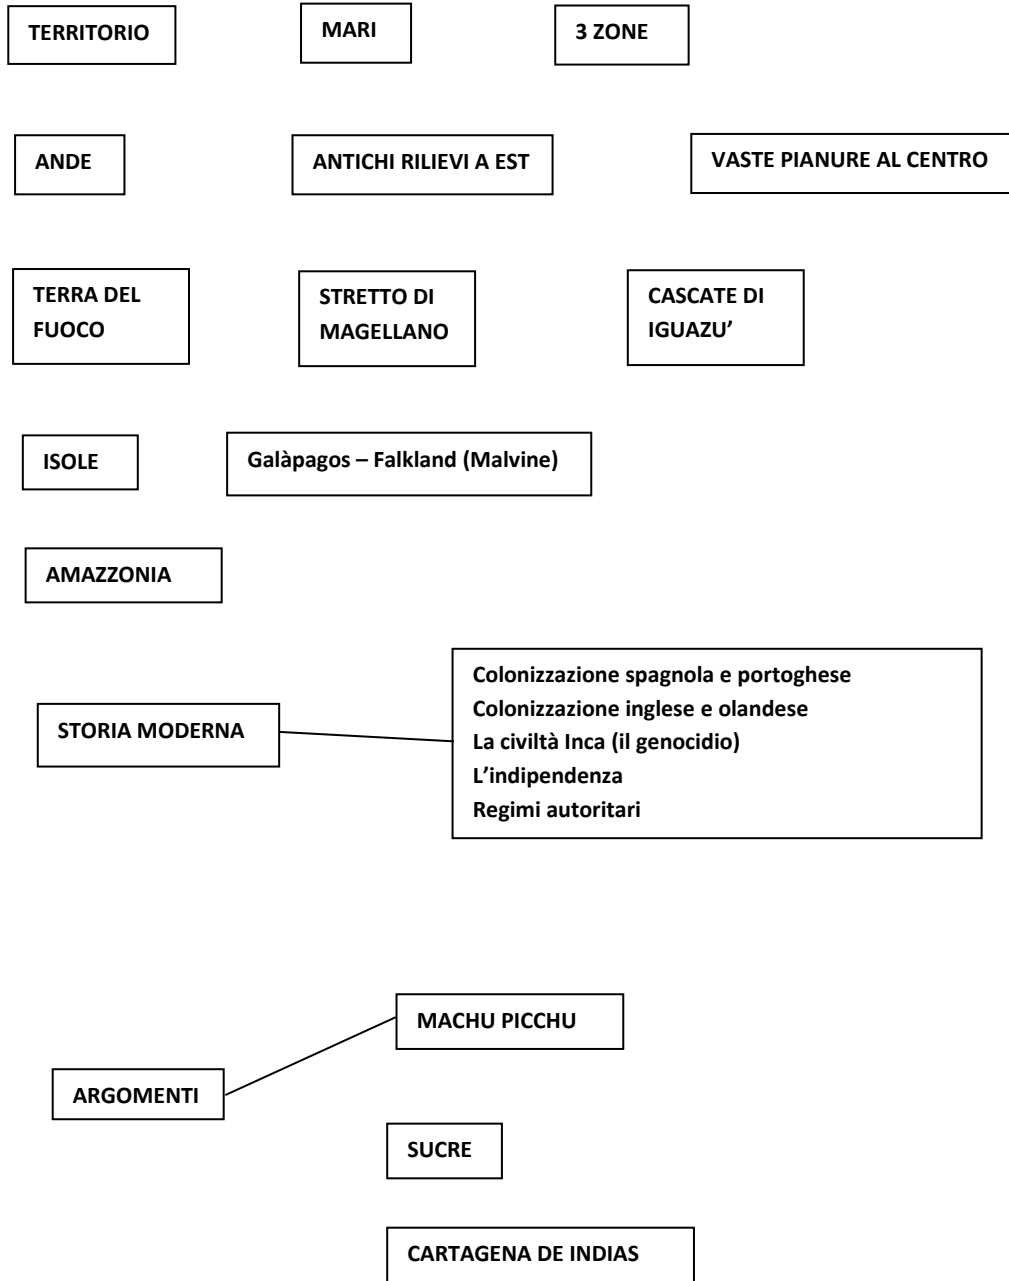 TERRITORIO
MARI
3 ZONE
ANDE
ANTICHI RILIEVI A EST
VASTE PIANURE AL CENTRO
TERRA DEL
FUOCO
STRETTO DI
MAGELLANO
CASCATE DI
IGUAZU’
ISOLE
Galàpagos – Falkland (Malvine)
AMAZZONIA
STORIA MODERNA
Colonizzazione spagnola e portoghese
Colonizzazione inglese e olandese
La civiltà Inca (il genocidio)
L’indipendenza
Regimi autoritari
MACHU PICCHU
ARGOMENTI
SUCRE
CARTAGENA DE INDIAS